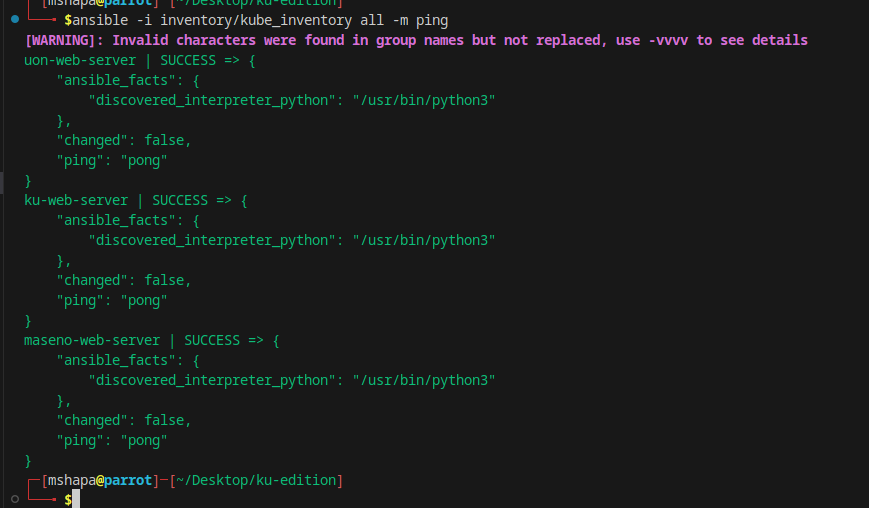 [mshapa@parrot]─[~/Desktop/ku-edition]
$ansible -i inventory/kube_inventory all -m ping
[WARNING]: Invalid characters were found in group names but not replaced, use -vvvv to see details
uon-web-server | SUCCESS => {
    "ansible_facts": {
        "discovered_interpreter_python": "/usr/bin/python3"
    },
    "changed": false,
    "ping": "pong"
}
ku-web-server | SUCCESS => {
    "ansible_facts": {
        "discovered_interpreter_python": "/usr/bin/python3"
    },
    "changed": false,
    "ping": "pong"
}
maseno-web-server | SUCCESS => {
    "ansible_facts": {
        "discovered_interpreter_python": "/usr/bin/python3"
    },
    "changed": false,
    "ping": "pong"
}
[mshapa@parrot]─[~/Desktop/ku-edition]
$